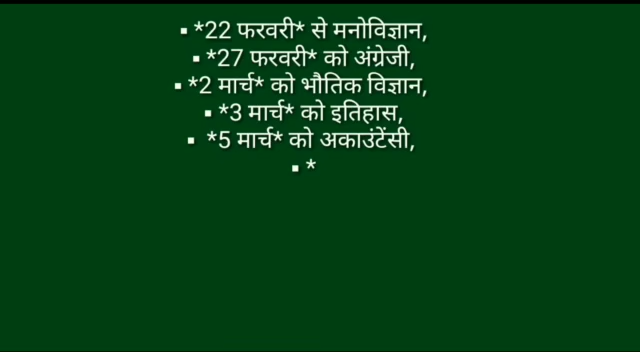 ▪ *22 फरवरी* से मनोविज्ञान,
▪ *27 फरवरी* को अंग्रेजी,
▪ *2 मार्च* को भौतिक विज्ञान,
▪ *3 मार्च* को इतिहास,
▪ *5 मार्च* को अकाउंटेंसी,
▪ *